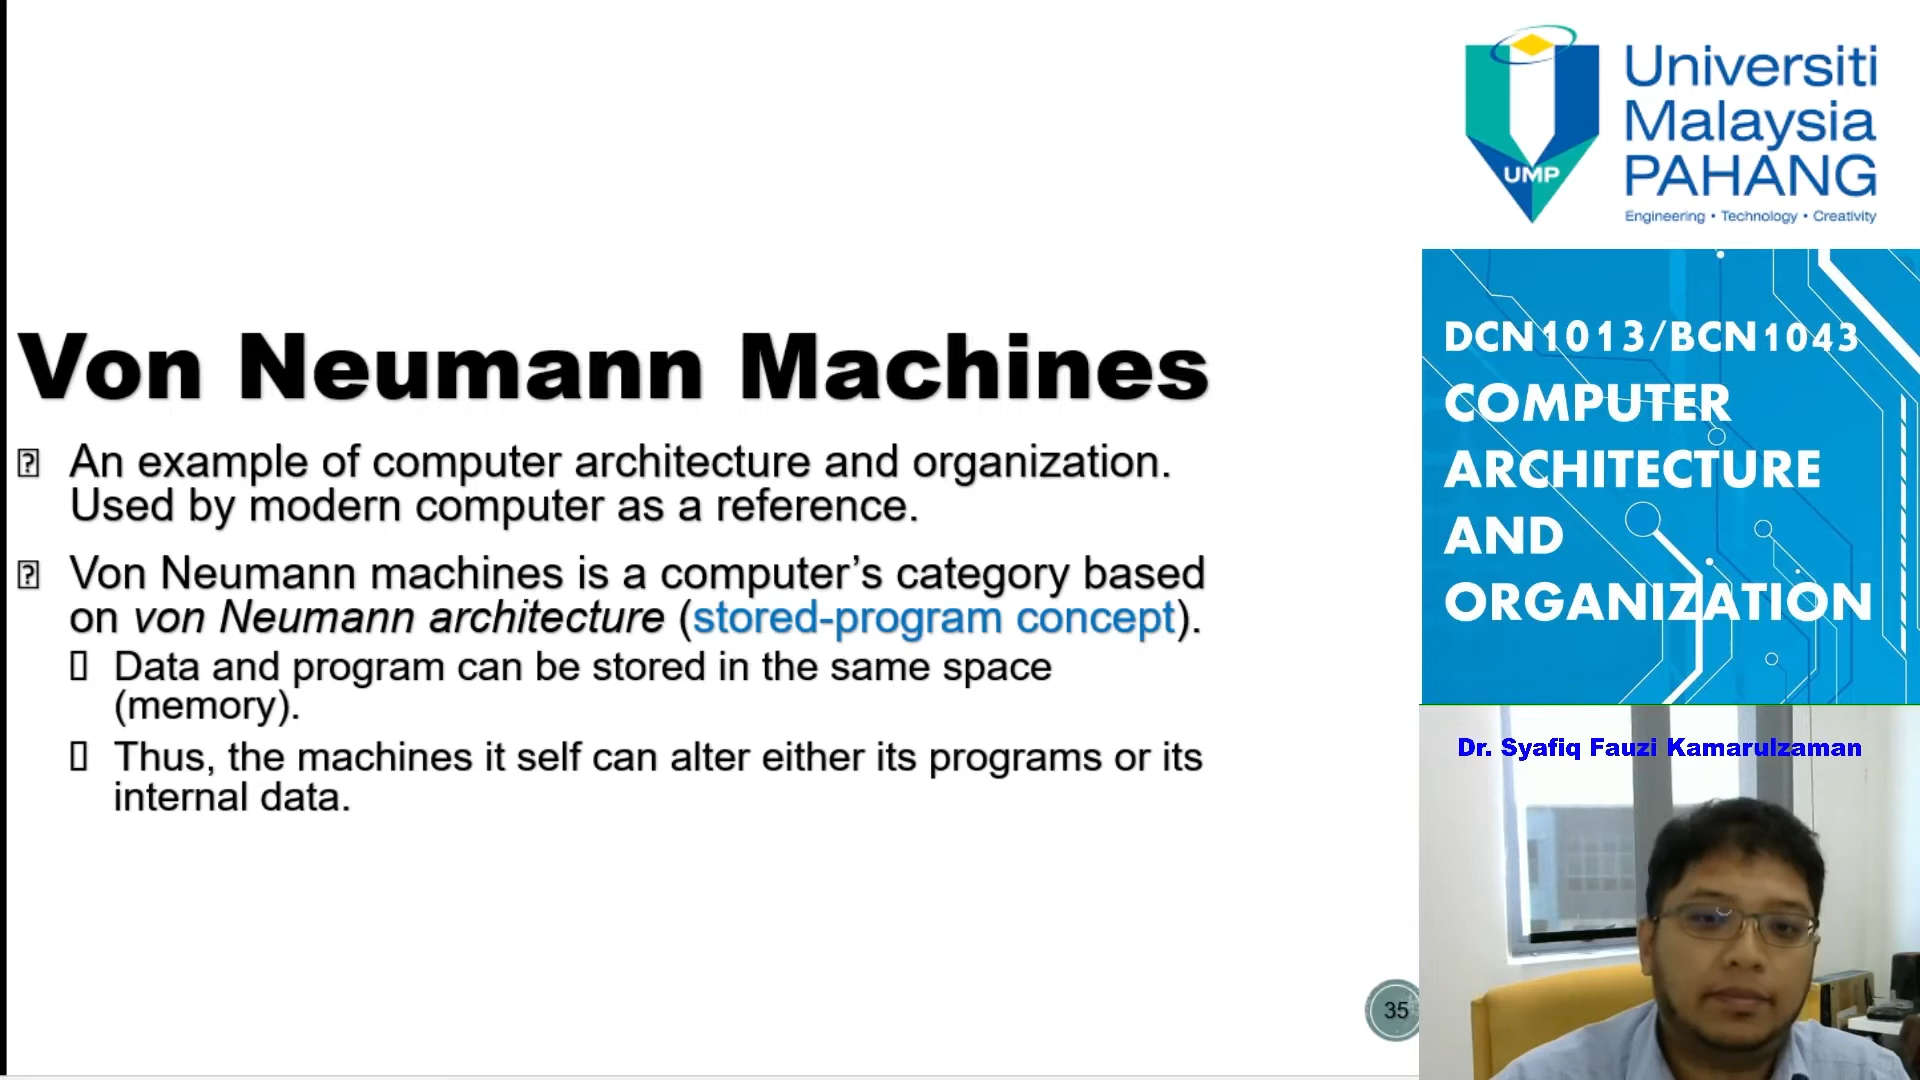 Universiti
Malaysia
PAHANG
Engineering • Technology • Creativity
UMP
Von Neumann Machines
An example of computer architecture and organization.
Used by modern computer as a reference.
Von Neumann machines is a computer’s category based
on von Neumann architecture (stored-program concept).
Data and program can be stored in the same space
(memory).
Thus, the machines it self can alter either its programs or its
internal data.
35
DCN1013/BCN1043
COMPUTER
ARCHITECTURE
AND
ORGANIZATION
Dr. Syafiq Fauzi Kamarulzaman